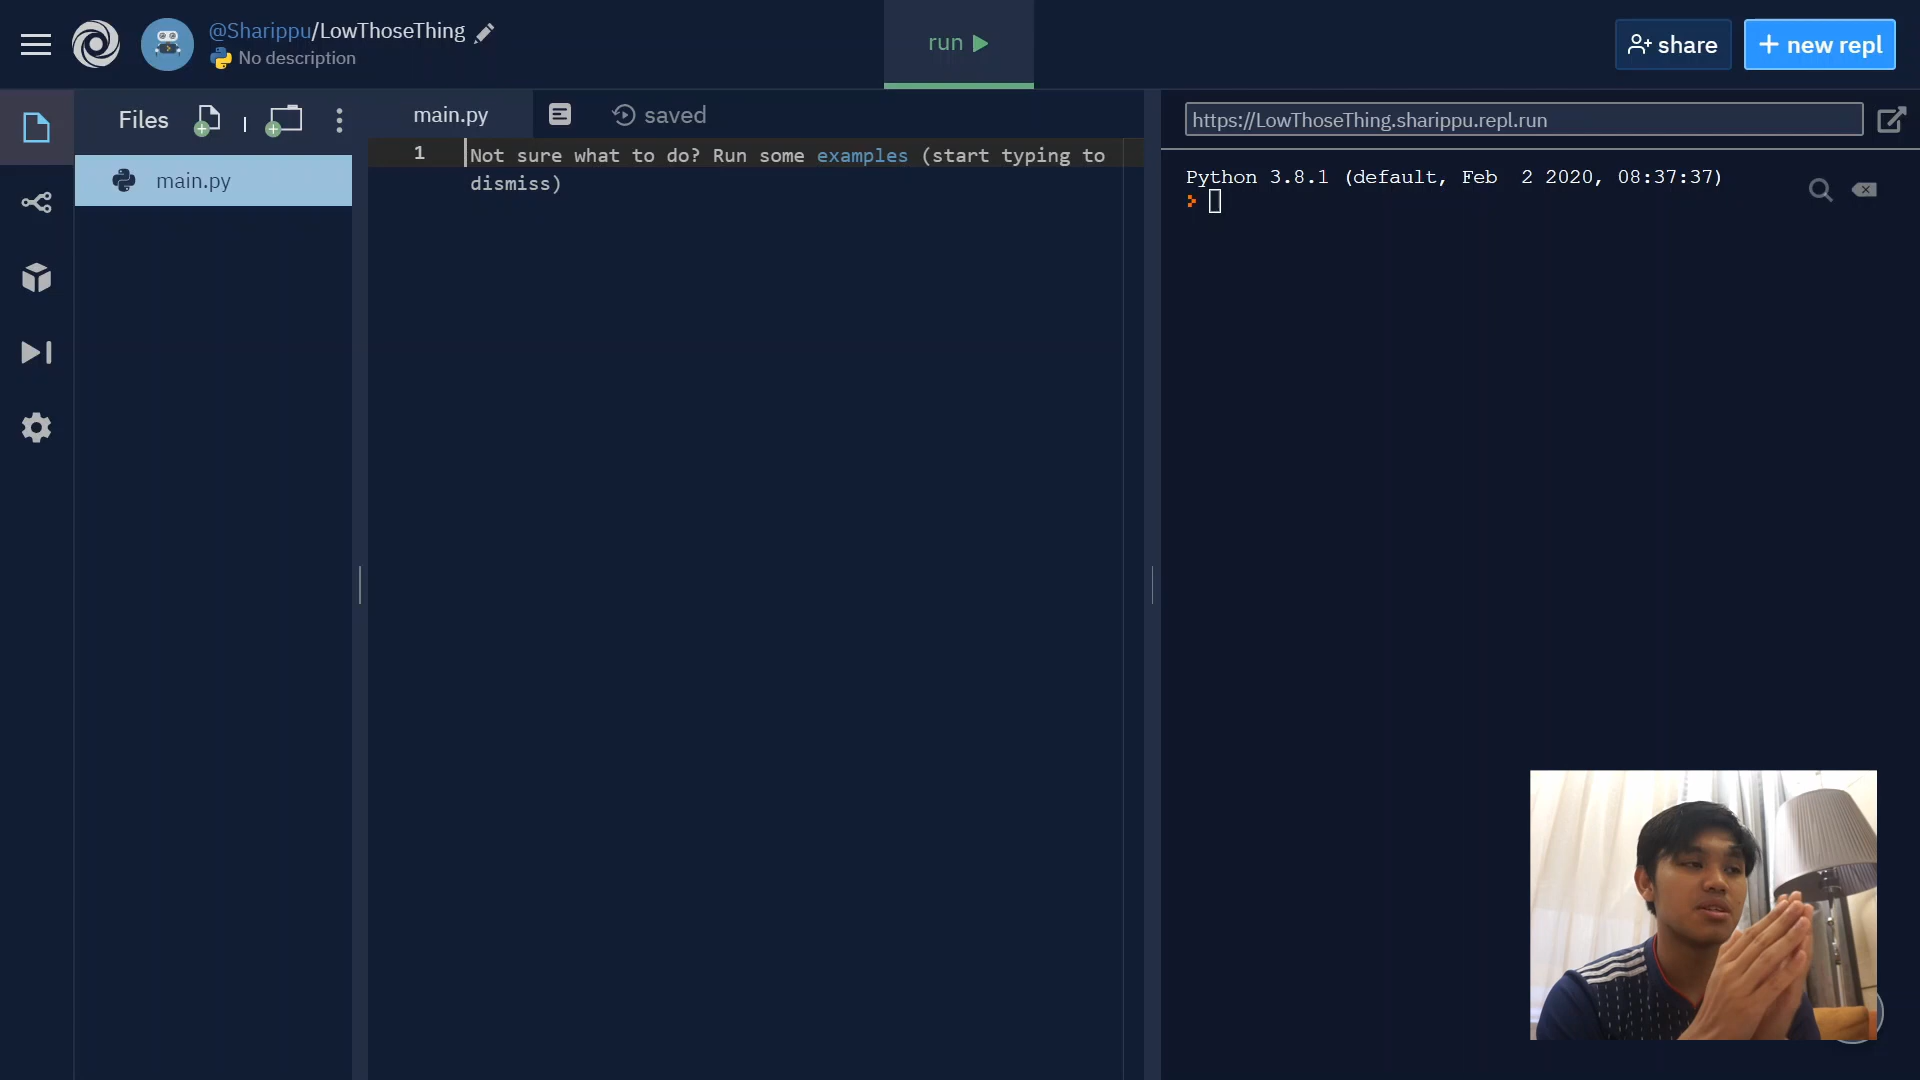 @Sharippu/LowThoseThing
No description
run
share
+ new repl
Files
main.py
main.py
saved
1
Not sure what to do? Run some examples (start typing to
dismiss)
https://LowThoseThing.sharippu.repl.run
Python 3.8.1 (default, Feb  2 2020, 08:37:37)